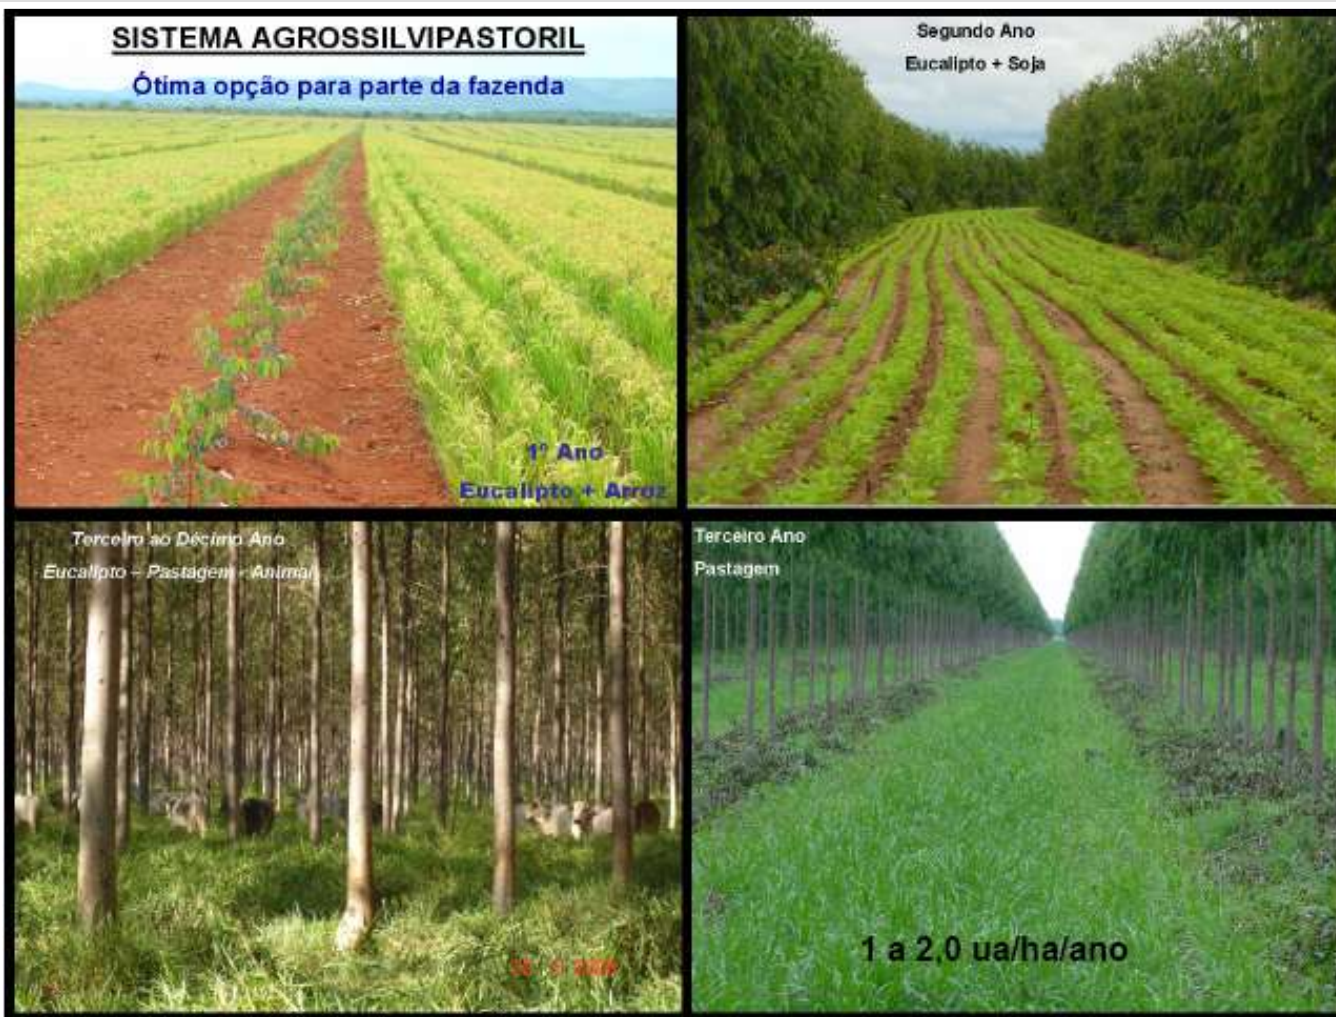 SISTEMA AGROSSILVIPASTORIL
Ótima opção para parte da fazenda
1º Ano
Eucalipto + Arroz
Segundo Ano
Eucalipto + Soja
Terceiro ao Décimo Ano
Eucalipto – Pastagem - Animal
Terceiro Ano
Pastagem
1 a 2,0 ua/ha/ano